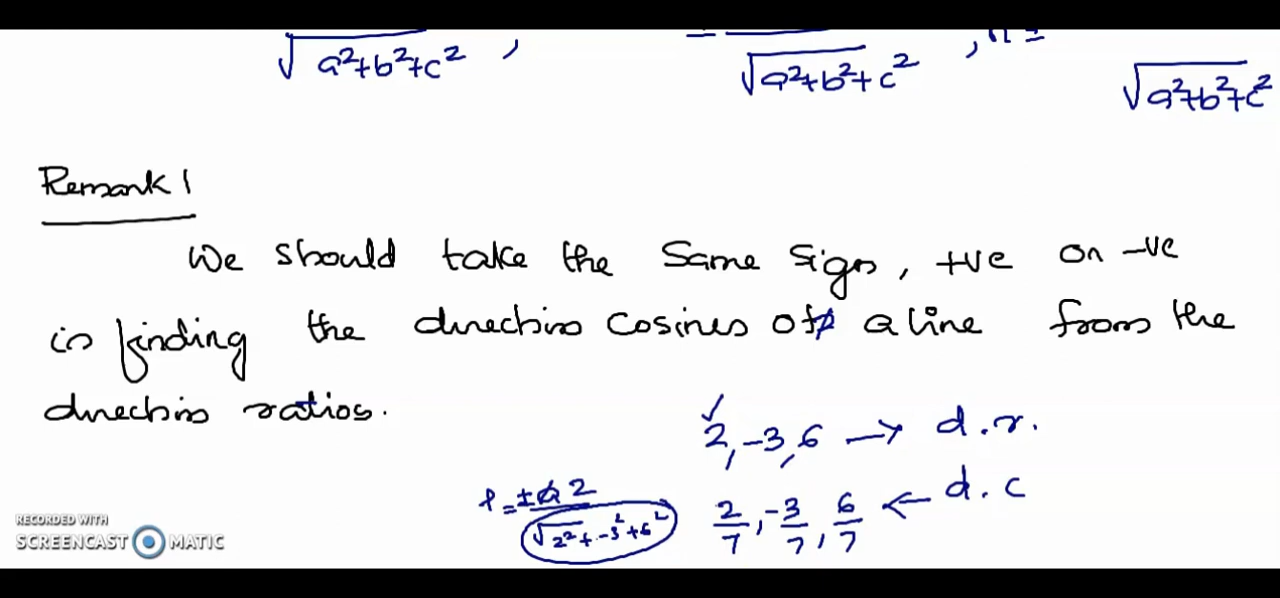 √a²+b²+c² , = √a²+b²+c² , n = √a²+b²+c²
Remark 1
We should take the same sign, +ve or -ve
in finding the direction cosines of a line from the
direction ratios.
2, -3, 6 → d.r.
l = ±a 2 / √2²+-3²+6²
2/7, -3/7, 6/7 ← d.c
RECORDED WITH
SCREENCAST MATIC